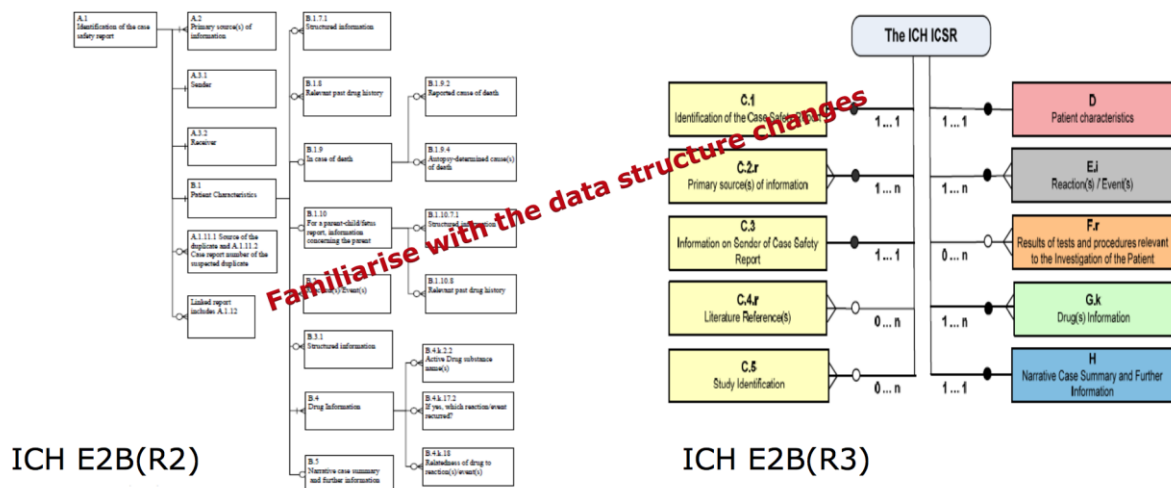 A.1
Identification of the case
safety report
A.2
Primary source(s) of
information
A.3.1
Sender
A.3.2
Receiver
B.1
Patient Characteristics
A.1.11.1 Source of the
duplicate and A.1.11.2
Case report number of the
suspected duplicate
Linked report
includes A.1.12
B.1.7.1
Structured information
B.1.8
Relevant past drug history
B.1.9
In case of death
B.1.10
For a parent-child/fetus
report, information
concerning the parent
B.3.1
Structured information
B.4
Drug Information
B.5
Narrative case summary
and further information
B.1.9.2
Reported cause of death
B.1.9.4
Autopsy-determined cause(s)
of death
B.1.10.7.1
Structured information
B.1.10.8
Relevant past drug history
B.4.k.2.2
Active Drug substance
name(s)
B.4.k.17.2
If yes, which reaction/event
recurred?
B.4.k.18
Relatedness of drug to
reaction(s)/event(s)
ICH E2B(R2)
Familiarise with the data structure changes
The ICH ICSR
C.1
Identification of the Case Safety Report
1...1
C.2.r
Primary source(s) of information
1...n
C.3
Information on Sender of Case Safety
Report
1...1
C.4.r
Literature Reference(s)
0...n
C.5
Study Identification
0...n
D
Patient characteristics
1...1
E.i
Reaction(s) / Event(s)
1...n
F.r
Results of tests and procedures relevant
to the Investigation of the Patient
0...n
G.k
Drug(s) Information
1...n
H
Narrative Case Summary and Further
Information
1...1
ICH E2B(R3)